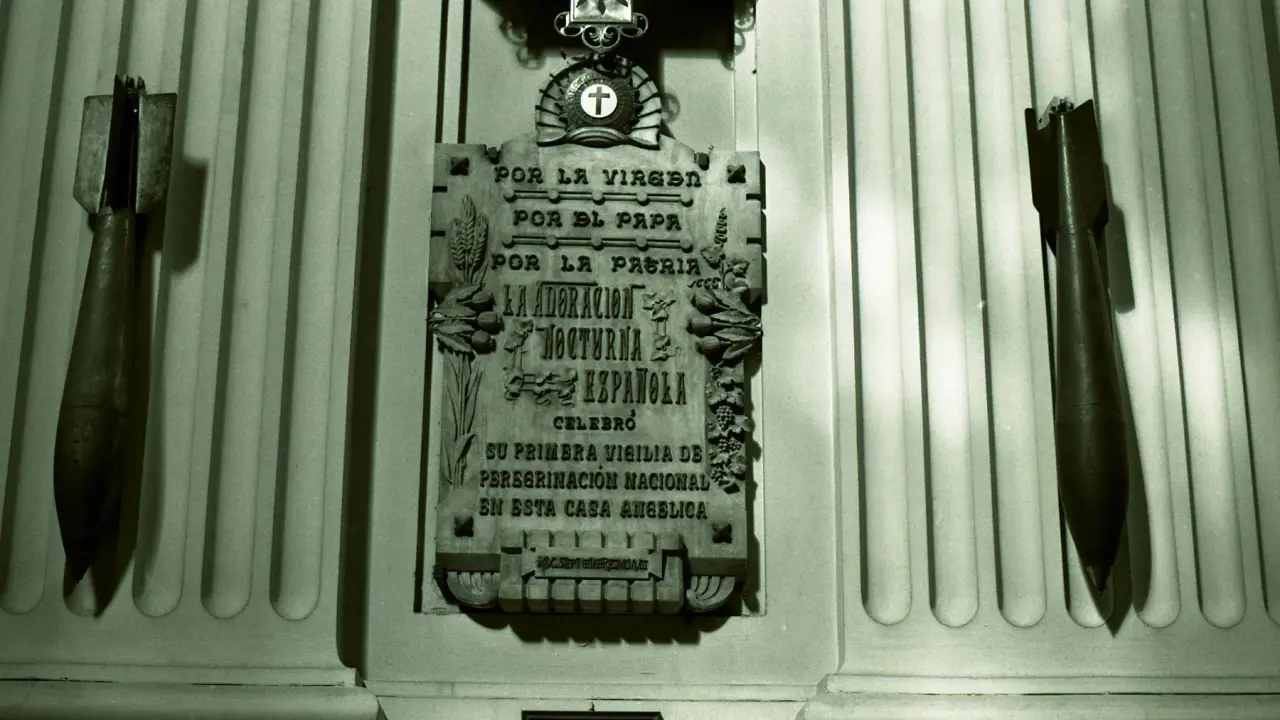 POR LA VIRGEN
POR EL PAPA
POR LA PATRIA
LA ADORACION
NOCTURNA
ESPAÑOLA
CELEBRÓ
SU PRIMERA VIGILIA DE
PEREGRINACIÓN NACIONAL
EN ESTA CASA ANGELICA
SEPTIEMBRE